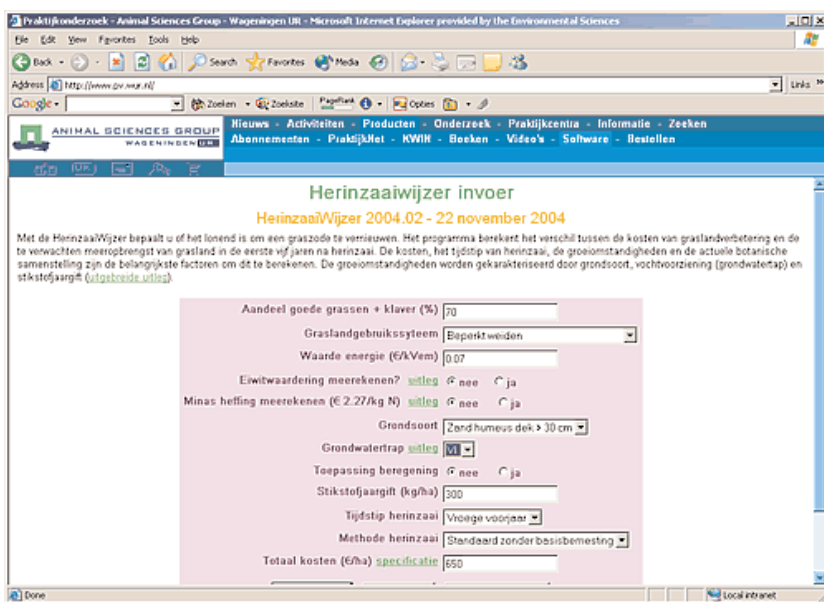 Praktijkonderzoek - Animal Sciences Group - Wageningen UR - Microsoft Internet Explorer provided by the Environmental Sciences
File Edit View Favorites Tools Help
Back Search Favorites Media
Address http://www.pv.wur.nl/ Links
Google Zoeken Zoeksite PageRank Opties
ANIMAL SCIENCES GROUP
WAGENINGEN UR
Nieuws - Activiteiten - Producten - Onderzoek - Praktijkcentra - Informatie - Zoeken
Abonnementen - PraktijkNet - KWIN - Boeken - Video's - Software - Bestellen
UK
Herinzaaiwijzer invoer
HerinzaaiWijzer 2004.02 - 22 november 2004
Met de HerinzaaiWijzer bepaalt u of het lonend is om een graszode te vernieuwen. Het programma berekent het verschil tussen de kosten van graslandverbetering en de
te verwachten meeropbrengst van grasland in de eerste vijf jaren na herinzaai. De kosten, het tijdstip van herinzaai, de groeiomstandigheden en de actuele botanische
samenstelling zijn de belangrijkste factoren om dit te berekenen. De groeiomstandigheden worden gekarakteriseerd door grondsoort, vochtvoorziening (grondwatertap) en
stikstofjaargift (uitgebreide uitleg).
Aandeel goede grassen + klaver (%) 70
Graslandgebruikssyteem Beperkt weiden
Waarde energie (€/kVem) 0.07
Eiwitwaardering meerekenen? uitleg nee ja
Minas heffing meerekenen (€ 2.27/kg N) uitleg nee ja
Grondsoort Zand humeus dek > 30 cm
Grondwatertrap uitleg VI
Toepassing beregening nee ja
Stikstofjaargift (kg/ha) 300
Tijdstip herinzaai Vroege voorjaar
Methode herinzaai Standaard zonder basisbemesting
Totaal kosten (€/ha) specificatie 650
Done Local intranet